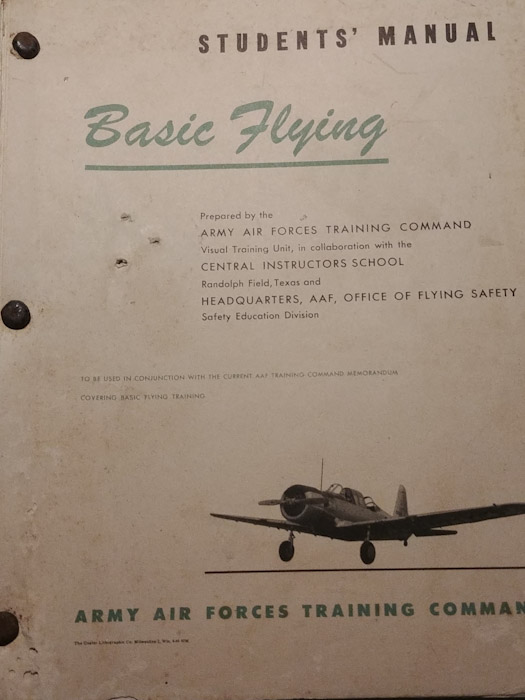 STUDENTS' MANUAL
Basic Flying
Prepared by the
ARMY AIR FORCES TRAINING COMMAND
Visual Training Unit, in collaboration with the
CENTRAL INSTRUCTORS SCHOOL
Randolph Field, Texas and
HEADQUARTERS, AAF, OFFICE OF FLYING SAFETY
Safety Education Division
TO BE USED IN CONJUNCTION WITH THE CURRENT AAF TRAINING COMMAND MEMORANDUM
COVERING BASIC FLYING TRAINING
ARMY AIR FORCES TRAINING COMMAN